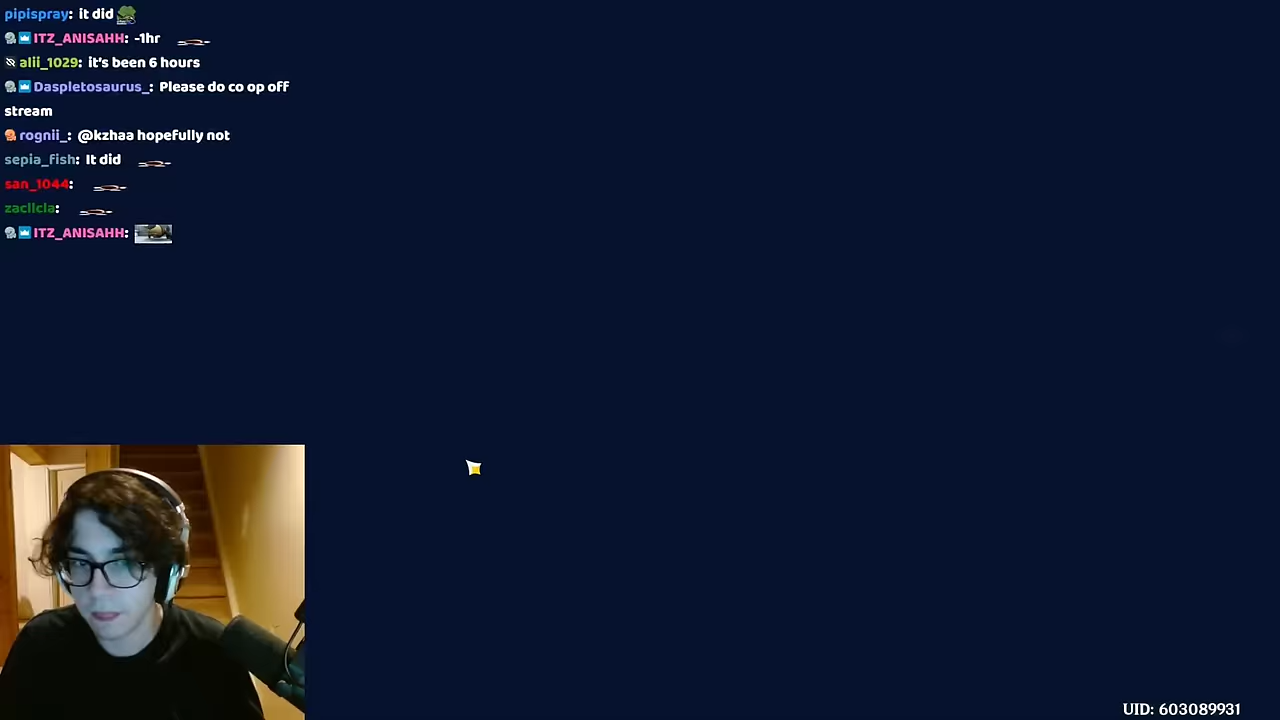 pipispray: it did
ITZ_ANISAHH: -1hr
alii_1029: it's been 6 hours
Daspletosaurus_: Please do co op off
stream
rognii_: @kzhaa hopefully not
sepia_fish: It did
san_1044:
zacllcla:
ITZ_ANISAHH:
UID: 603089931